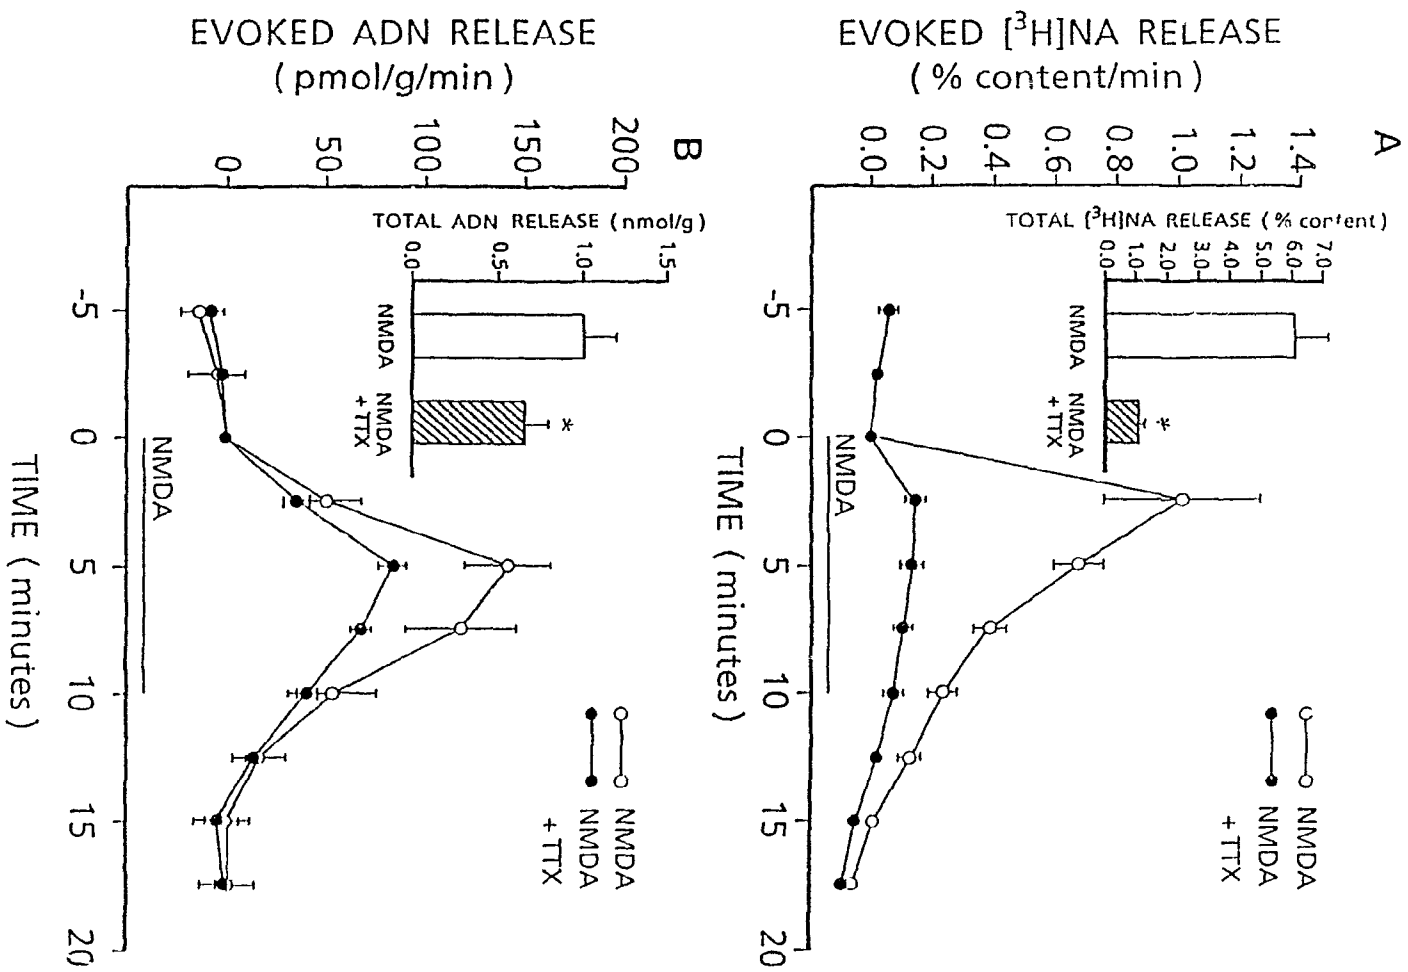 A
EVOKED [³H]NA RELEASE
( % content/min )
1.4
1.2
1.0
0.8
0.6
0.4
0.2
0.0
TOTAL [³H]NA RELEASE ( % content)
7.0
6.0
5.0
4.0
3.0
2.0
1.0
0.0
NMDA
NMDA
+ TTX
*
NMDA
NMDA
+ TTX
NMDA
-5
0
5
10
15
20
TIME ( minutes )
B
EVOKED ADN RELEASE
( pmol/g/min )
200
150
100
50
0
TOTAL ADN RELEASE ( nmol/g )
1.5
1.0
0.5
0.0
NMDA
NMDA
+ TTX
*
NMDA
NMDA
+ TTX
NMDA
-5
0
5
10
15
20
TIME ( minutes )